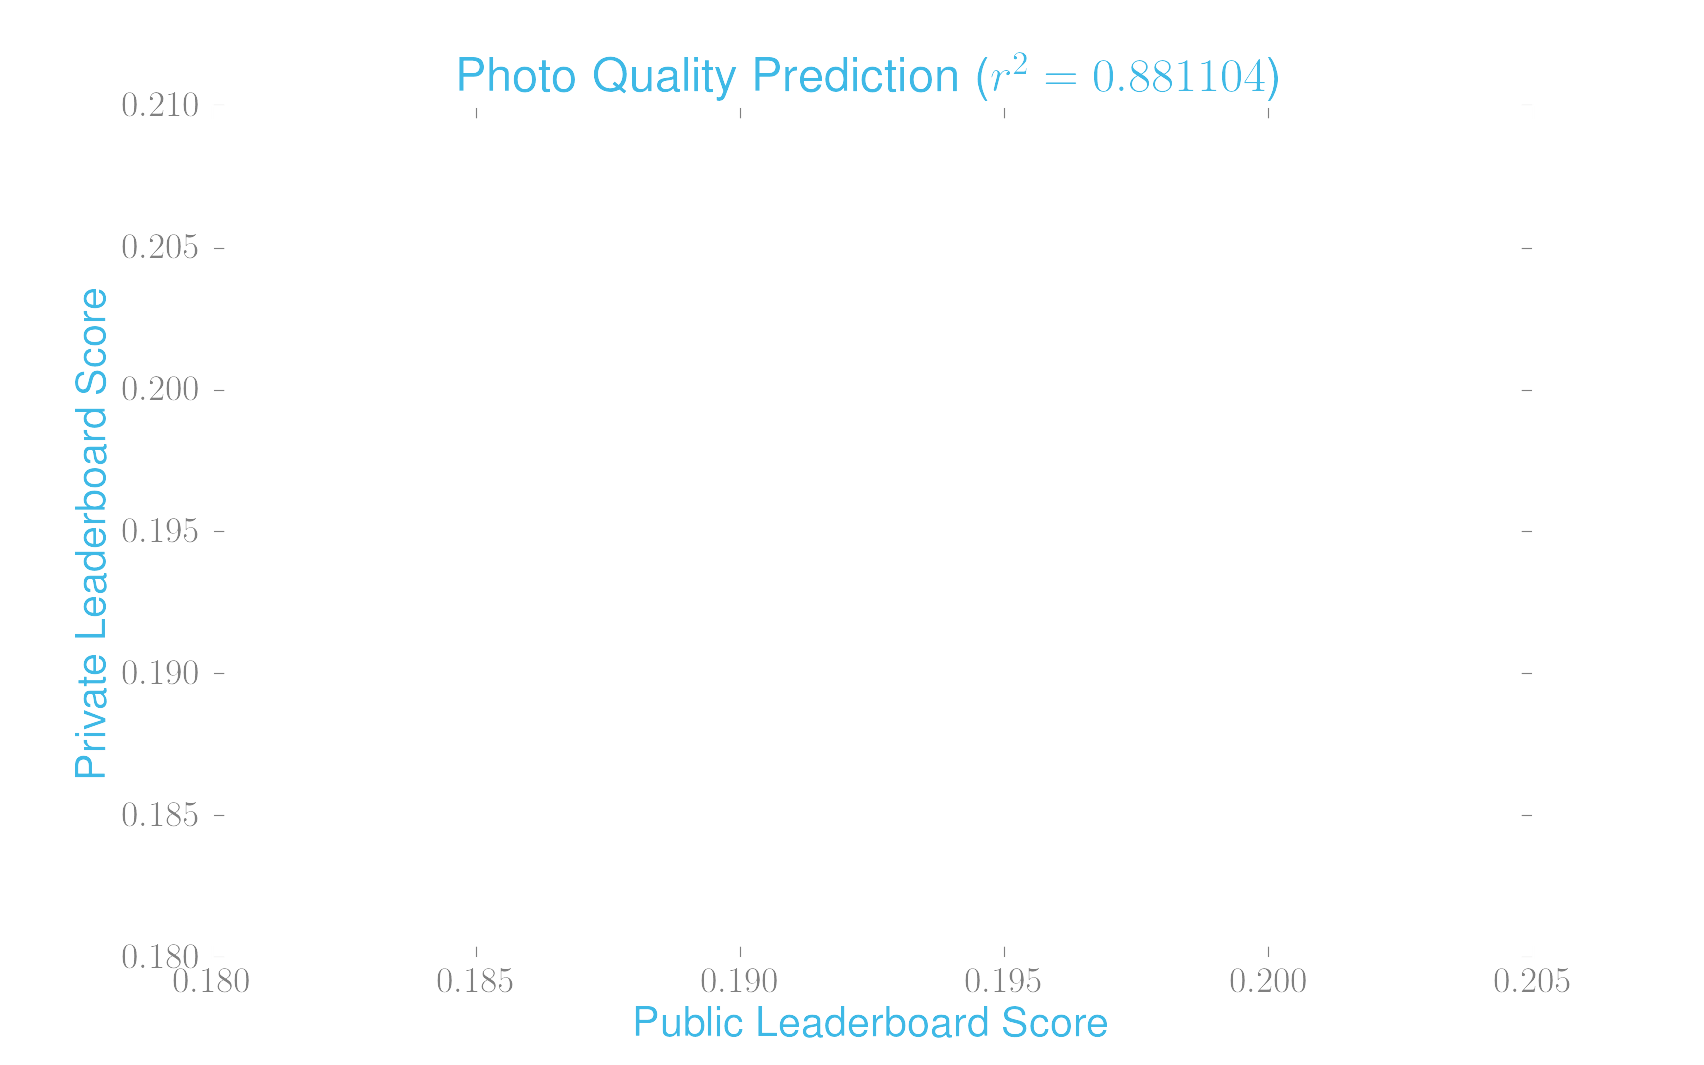 Photo Quality Prediction (r² = 0.881104)
0.210
0.205
0.200
0.195
0.190
0.185
0.180
Private Leaderboard Score
0.180 0.185 0.190 0.195 0.200 0.205
Public Leaderboard Score